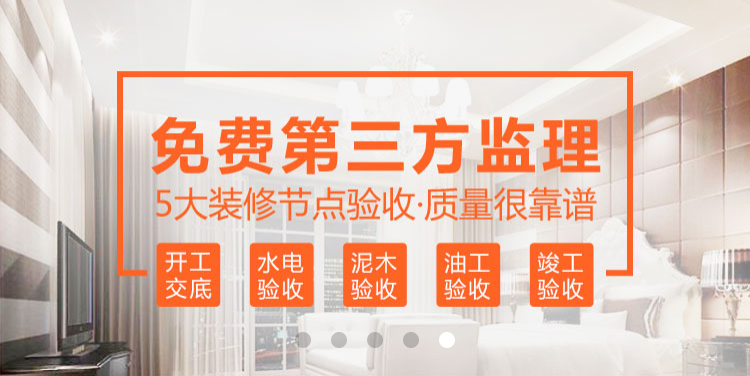 免费第三方监理
5大装修节点验收·质量很靠谱
开工 水电 泥木 油工 竣工
交底 验收 验收 验收 验收